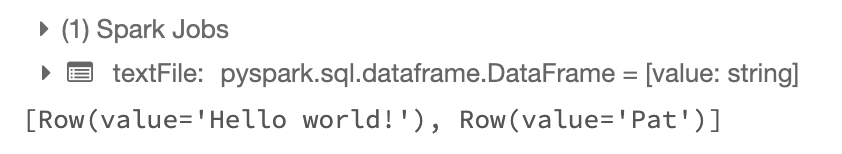 (1) Spark Jobs
textFile: pyspark.sql.dataframe.DataFrame = [value: string]
[Row(value='Hello world!'), Row(value='Pat')]